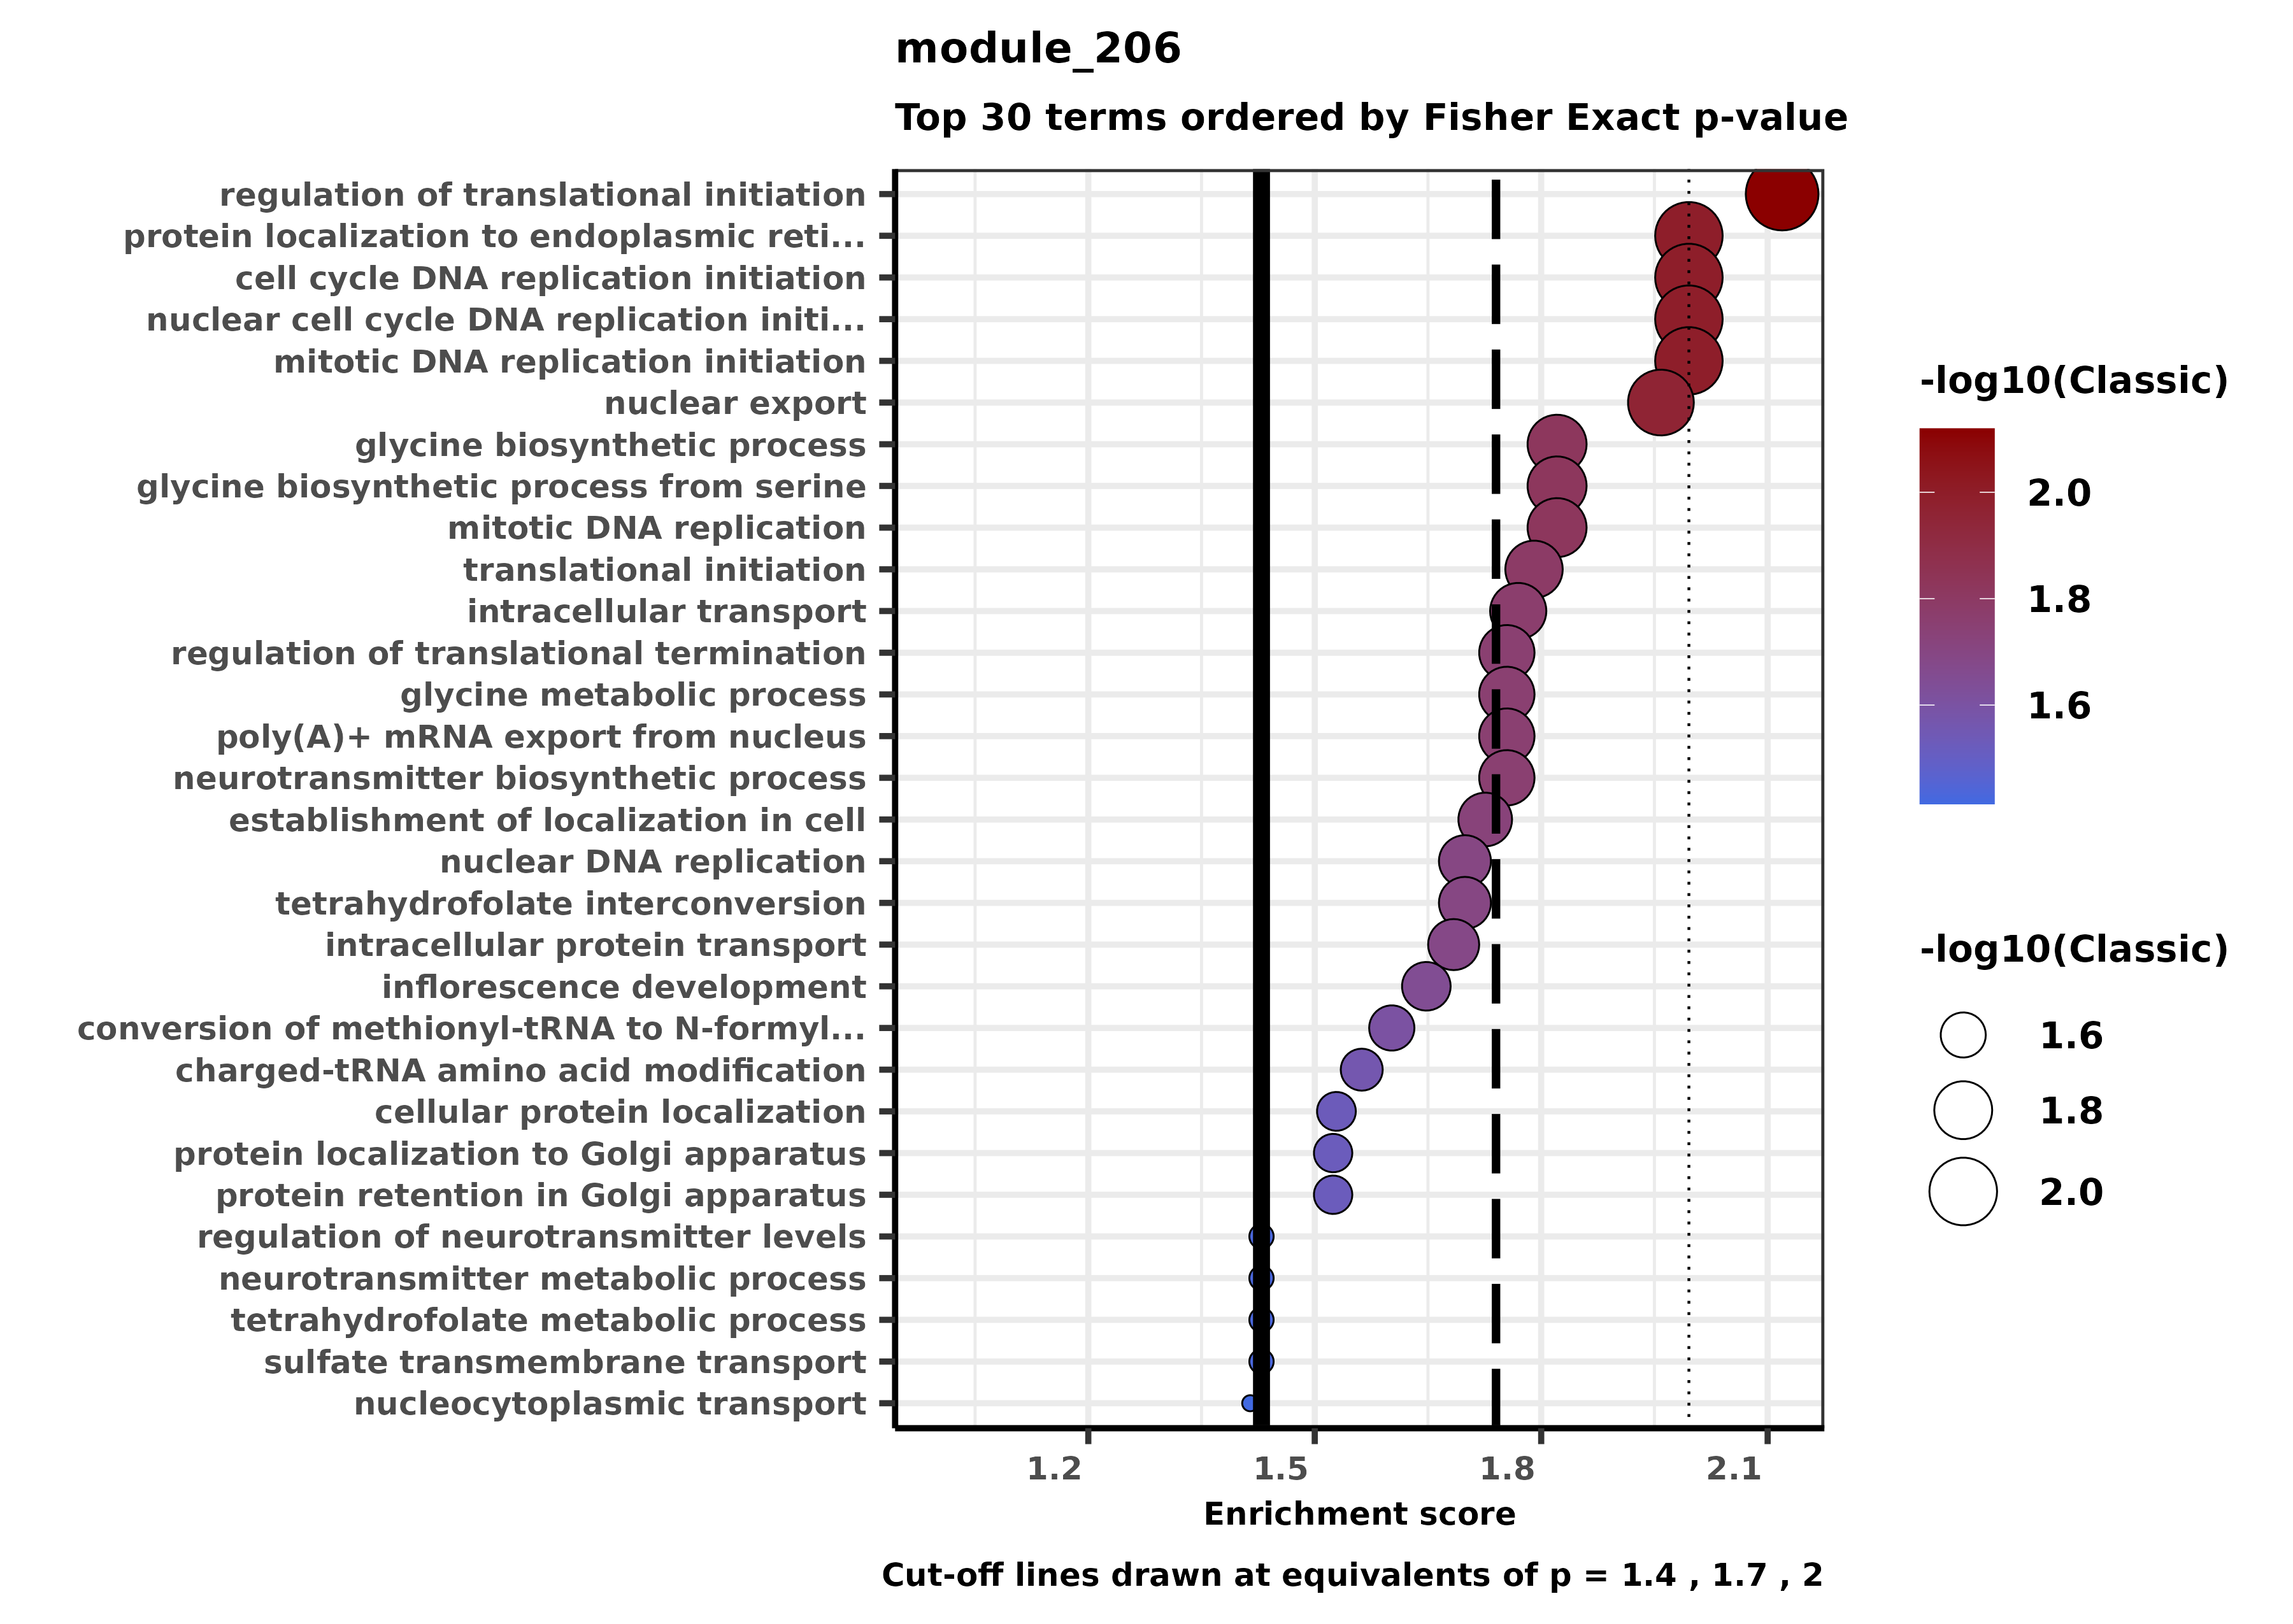 module_206
Top 30 terms ordered by Fisher Exact p-value
regulation of translational initiation
protein localization to endoplasmic reti...
cell cycle DNA replication initiation
nuclear cell cycle DNA replication initi...
mitotic DNA replication initiation
nuclear export
glycine biosynthetic process
glycine biosynthetic process from serine
mitotic DNA replication
translational initiation
intracellular transport
regulation of translational termination
glycine metabolic process
poly(A)+ mRNA export from nucleus
neurotransmitter biosynthetic process
establishment of localization in cell
nuclear DNA replication
tetrahydrofolate interconversion
intracellular protein transport
inflorescence development
conversion of methionyl-tRNA to N-formyl...
charged-tRNA amino acid modification
cellular protein localization
protein localization to Golgi apparatus
protein retention in Golgi apparatus
regulation of neurotransmitter levels
neurotransmitter metabolic process
tetrahydrofolate metabolic process
sulfate transmembrane transport
nucleocytoplasmic transport
1.2 1.5 1.8 2.1
Enrichment score
Cut-off lines drawn at equivalents of p = 1.4 , 1.7 , 2
-log10(Classic)
2.0
1.8
1.6
-log10(Classic)
1.6
1.8
2.0